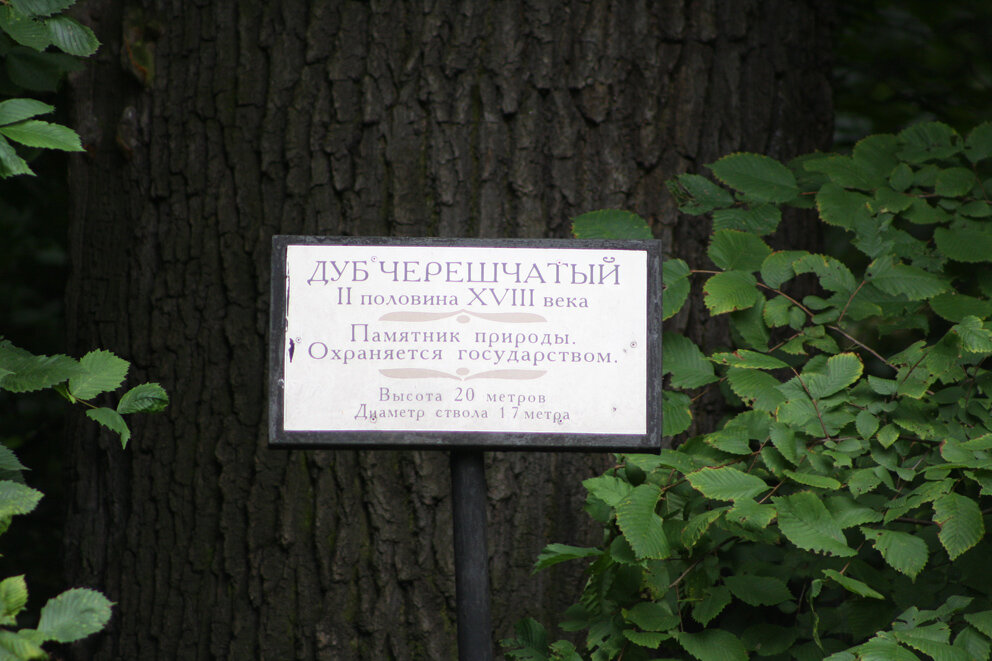 ДУБ ЧЕРЕШЧАТЫЙ
II половина XVIII века
Памятник природы.
Охраняется государством.
Высота 20 метров
Диаметр ствола 1 7 метра